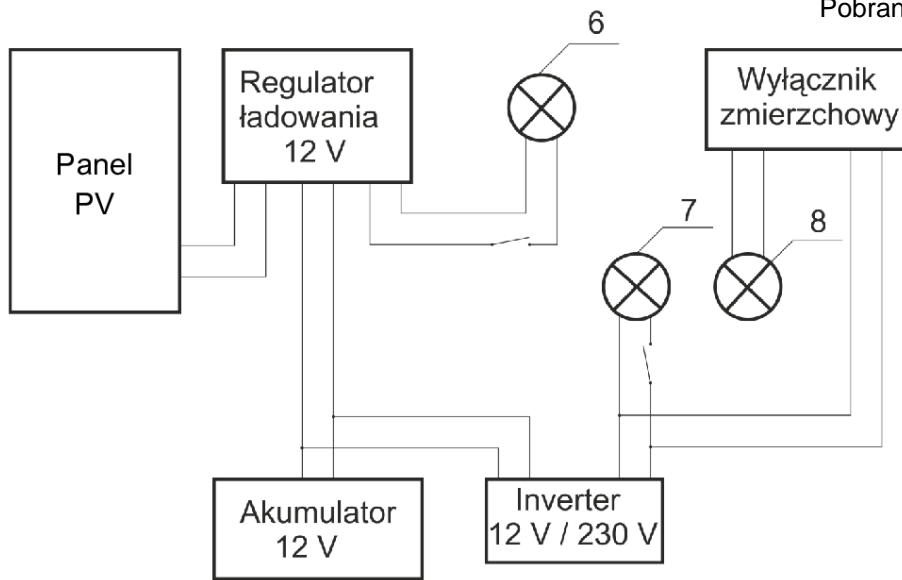 Pobran
6
Regulator
ładowania
12 V
Wyłącznik
zmierzchowy
Panel
PV
7
8
Akumulator
12 V
Inverter
12 V / 230 V